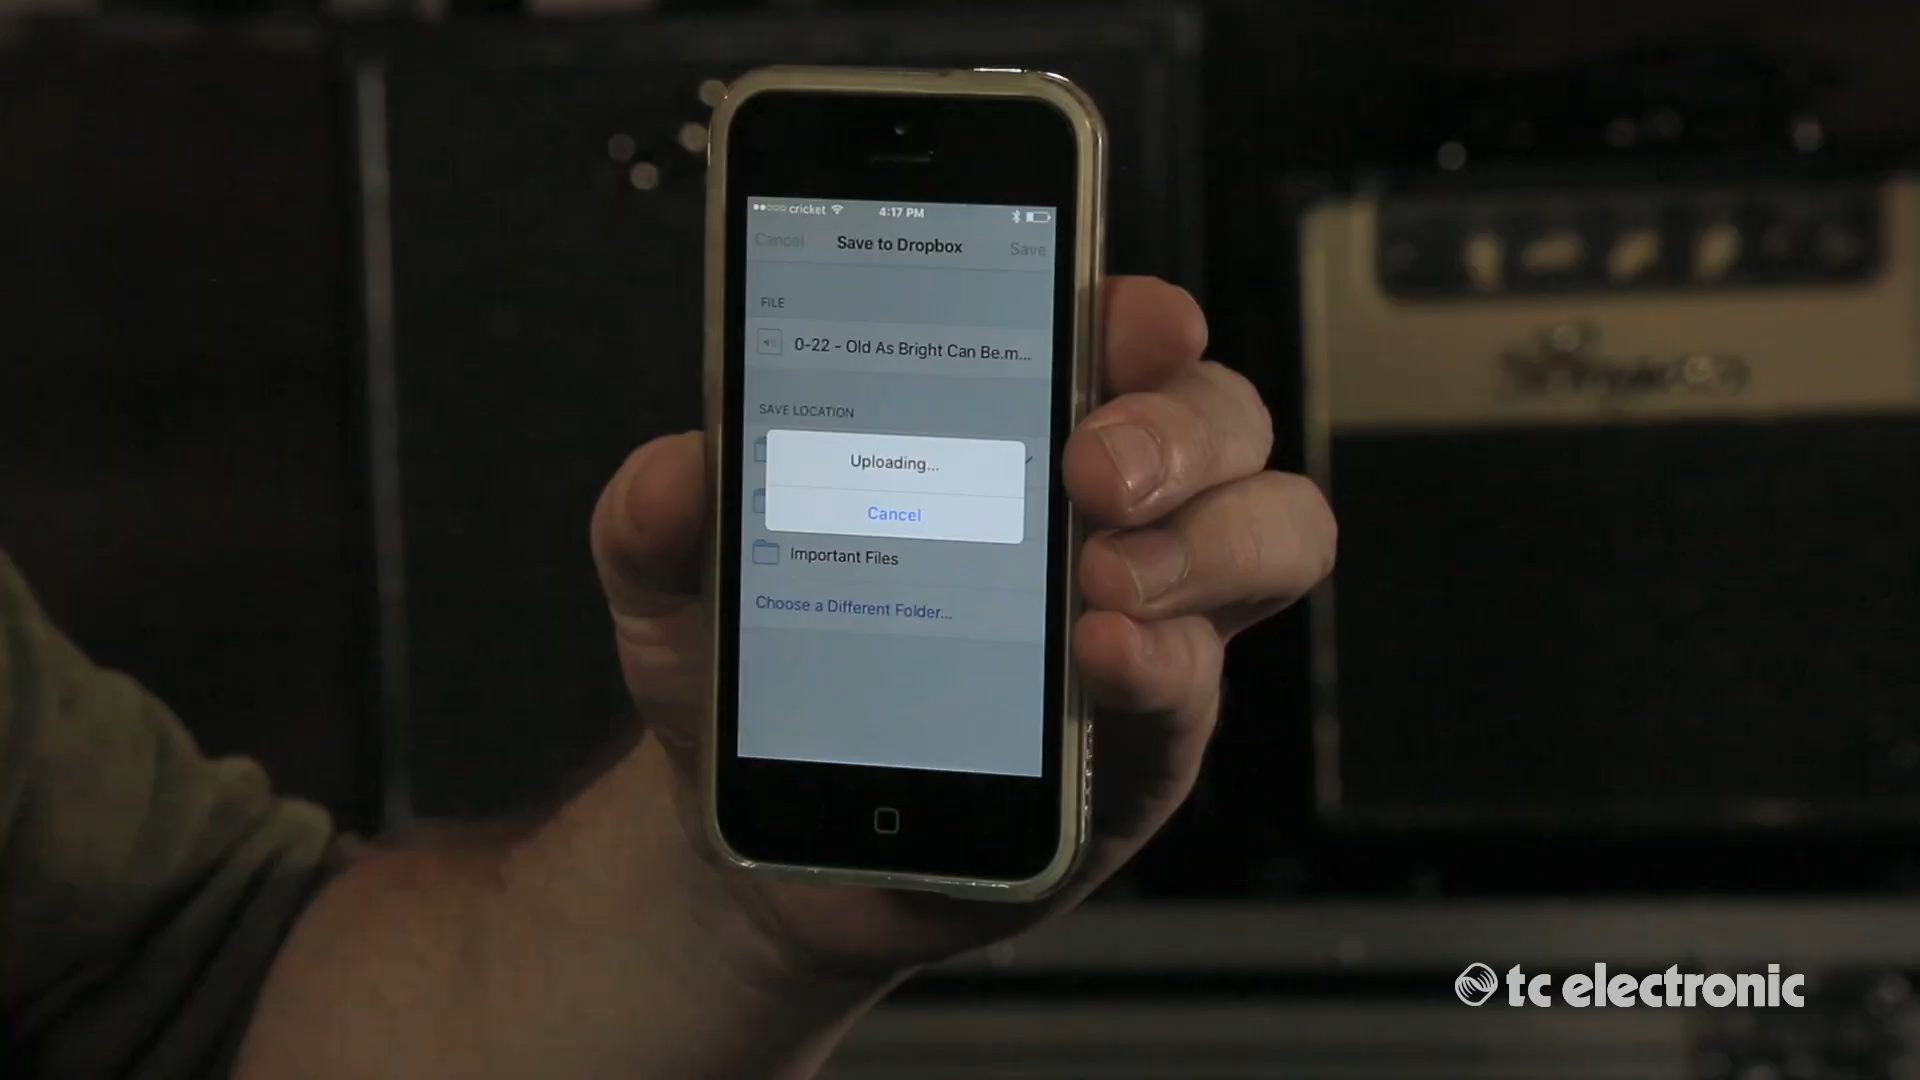 cricket
4:17 PM
Cancel
Save to Dropbox
Save
FILE
0-22 - Old As Bright Can Be.m...
SAVE LOCATION
Uploading...
Cancel
Important Files
Choose a Different Folder...
tc electronic